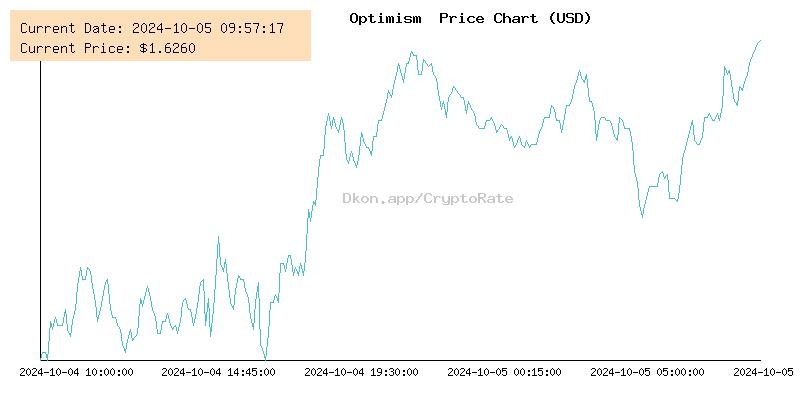 Optimism  Price Chart (USD)
Current Date: 2024-10-05 09:57:17
Current Price: $1.6260
Dkon.app/CryptoRate
2024-10-04 10:00:00 2024-10-04 14:45:00 2024-10-04 19:30:00 2024-10-05 00:15:00 2024-10-05 05:00:00 2024-10-05